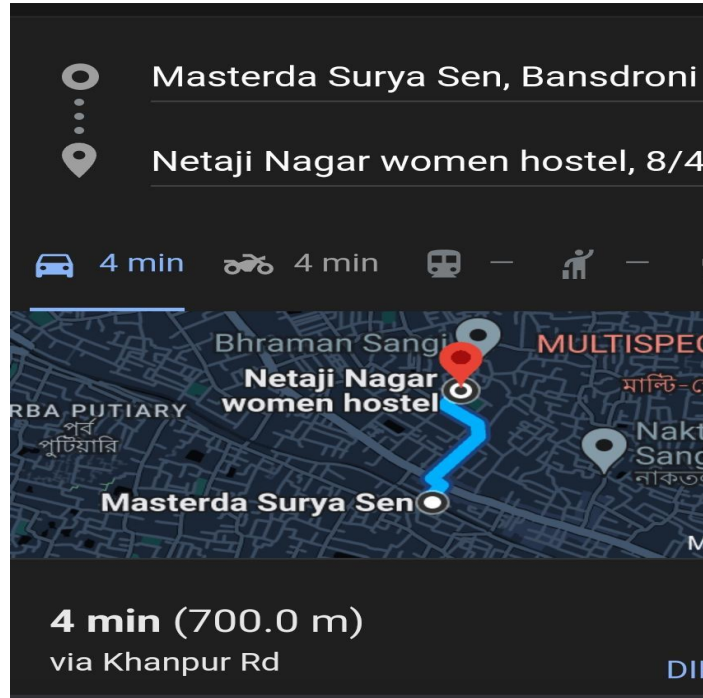 Masterda Surya Sen, Bansdroni
Netaji Nagar women hostel, 8/4
4 min 4 min — —
Bhraman Sangi
MULTISPEC
Netaji Nagar
women hostel
মাল্টি-
RBA PUTIARY
পূর্ব
পুটিয়ারি
Nakt
Sang
নাকতল
Masterda Surya Sen
M
4 min (700.0 m)
via Khanpur Rd
DI